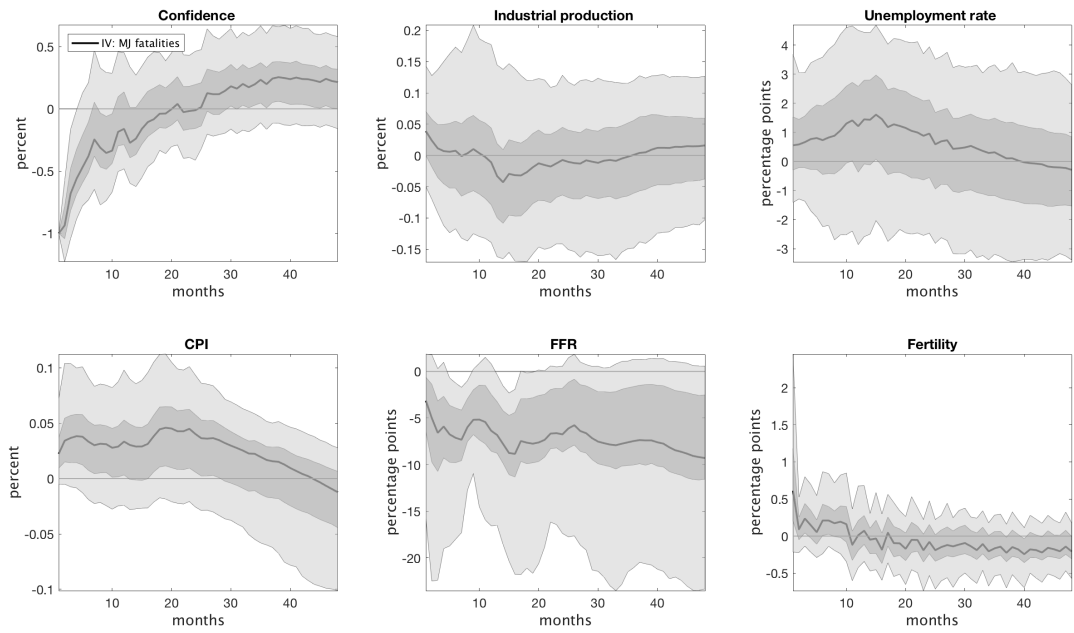 Confidence
IV: MJ fatalities
0.5
0
-0.5
-1
percent
10 20 30 40
months
Industrial production
0.2
0.15
0.1
0.05
0
-0.05
-0.1
-0.15
percent
10 20 30 40
months
Unemployment rate
4
3
2
1
0
-1
-2
-3
percentage points
10 20 30 40
months
CPI
0.1
0.05
0
-0.05
-0.1
percent
10 20 30 40
months
FFR
0
-5
-10
-15
-20
percentage points
10 20 30 40
months
Fertility
2
1.5
1
0.5
0
-0.5
percentage points
10 20 30 40
months